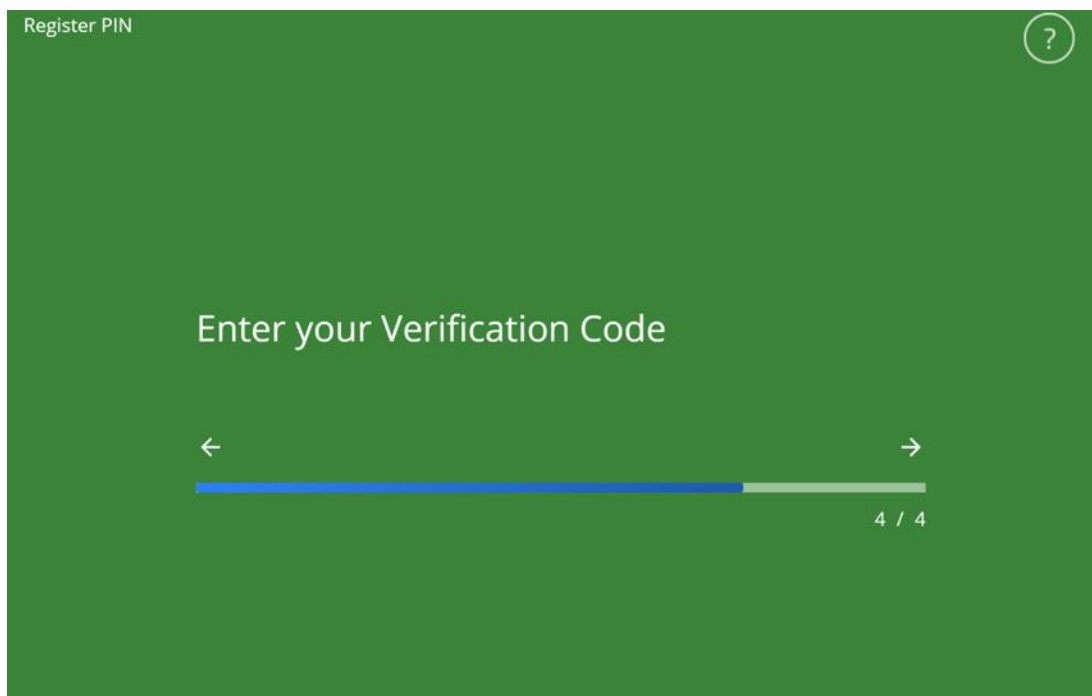 Register PIN
?
Enter your Verification Code
← →
4 / 4